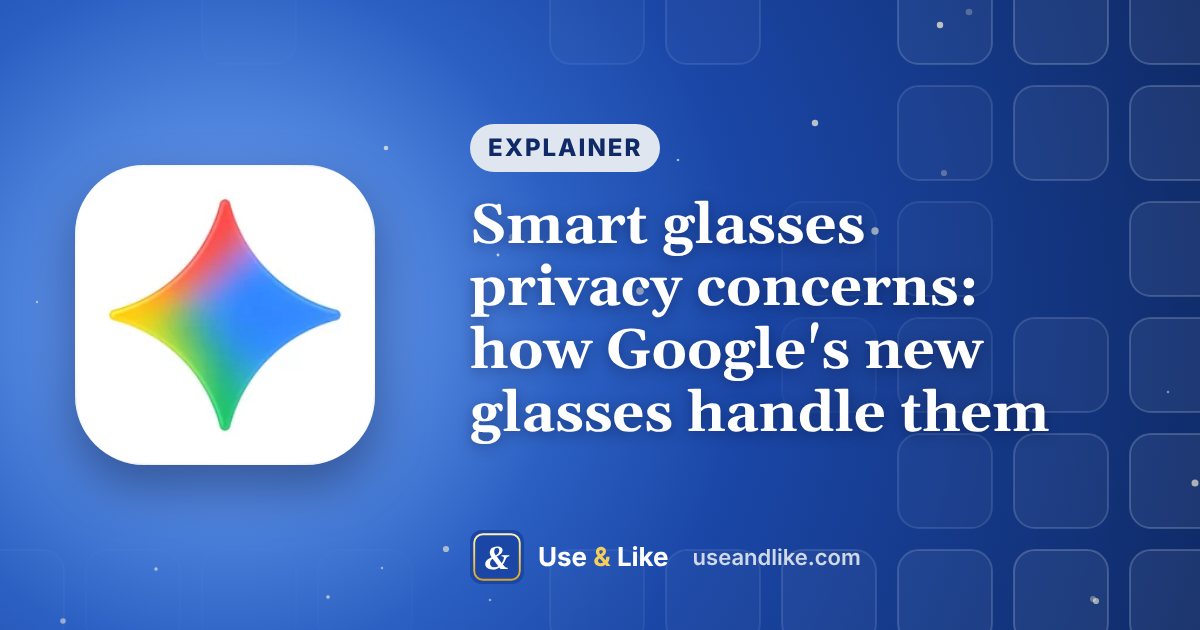 EXPLAINER
Smart glasses
privacy concerns:
how Google's new
glasses handle them
& Use & Like useandlike.com